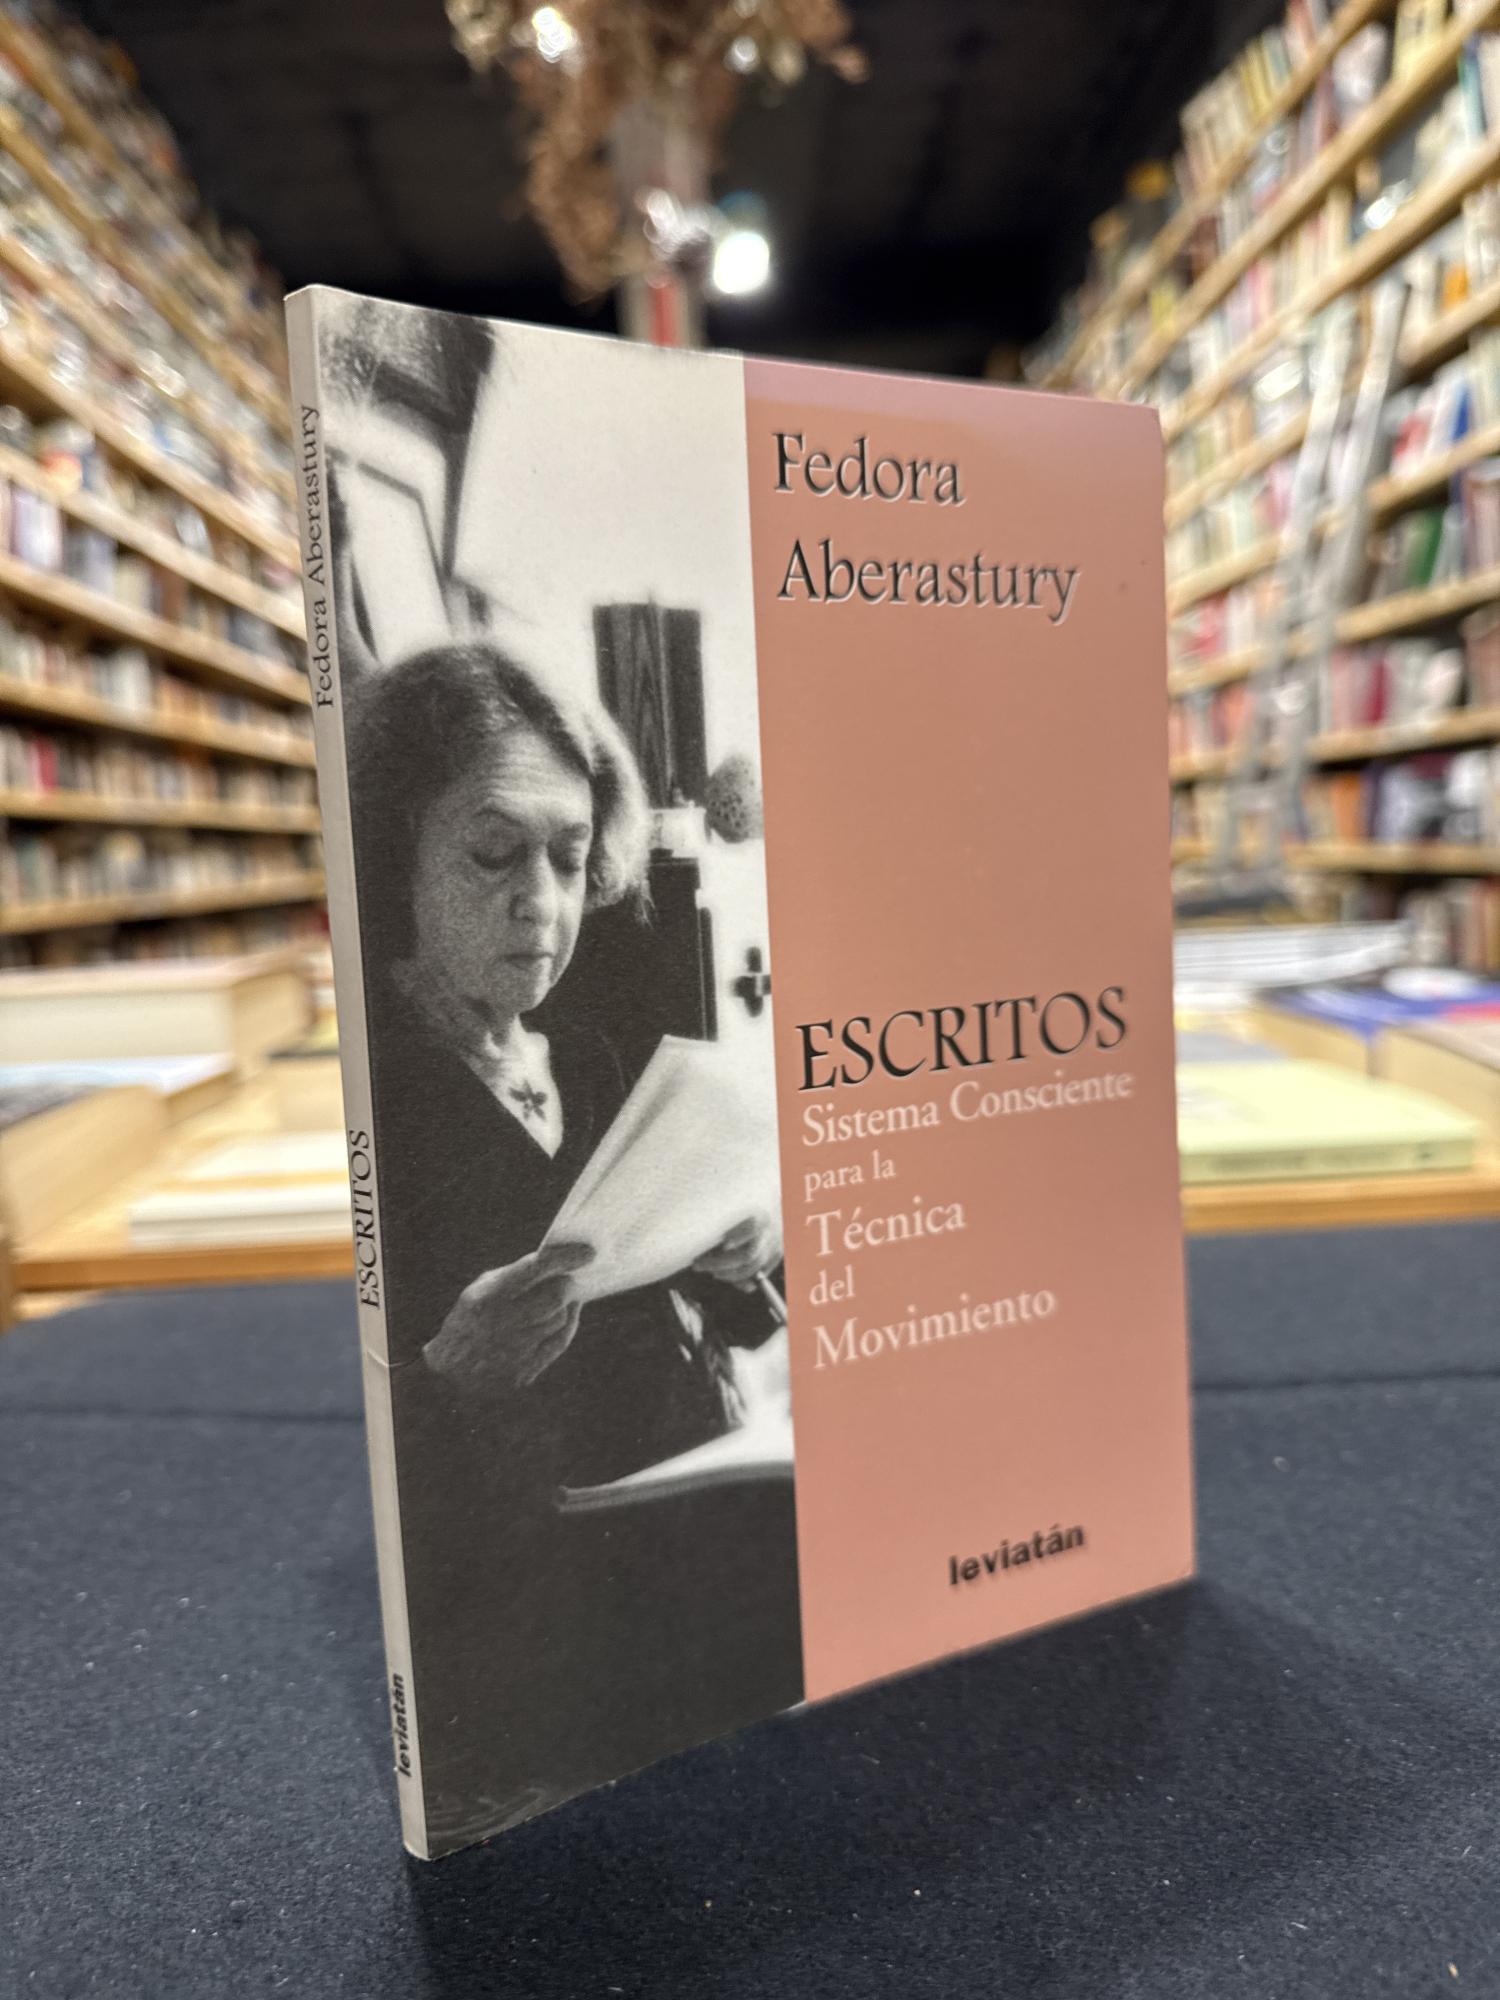 Fedora Aberastury
ESCRITOS
leviatán
Fedora
Aberastury
ESCRITOS
Sistema Consciente
para la
Técnica
del
Movimiento
leviatán